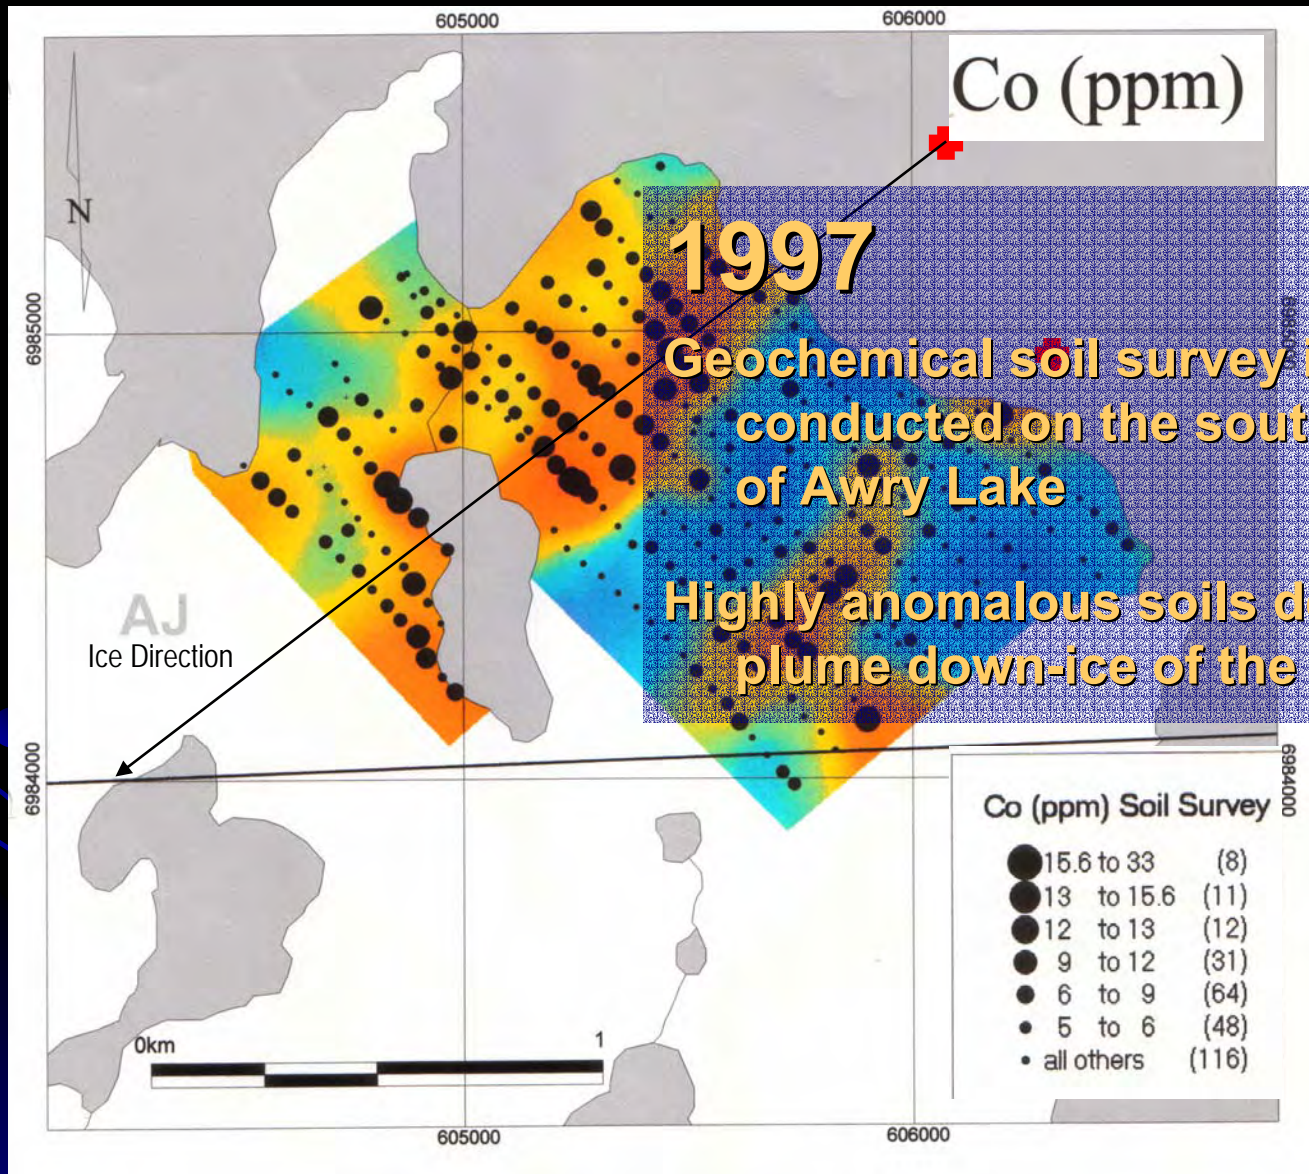 605000
606000
Co (ppm)
N
1997
6985000
Geochemical soil survey
conducted on the
of Awry Lake
AJ
Ice Direction
Highly anomalous soils
plume down-ice of the
6984000
6984000
Co (ppm) Soil Survey
15.6 to 33 (8)
13 to 15.6 (11)
12 to 13 (12)
9 to 12 (31)
6 to 9 (64)
5 to 6 (48)
all others (116)
0km
1
605000
606000